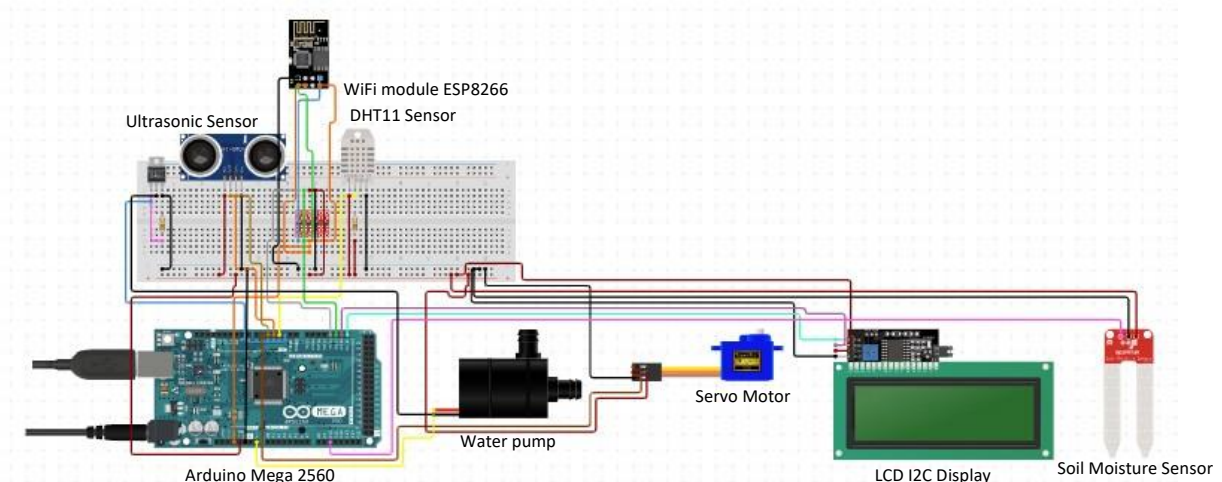 WiFi module ESP8266
DHT11 Sensor
Ultrasonic Sensor
MEGA
Servo Motor
Water pump
Arduino Mega 2560
LCD I2C Display
Soil Moisture Sensor